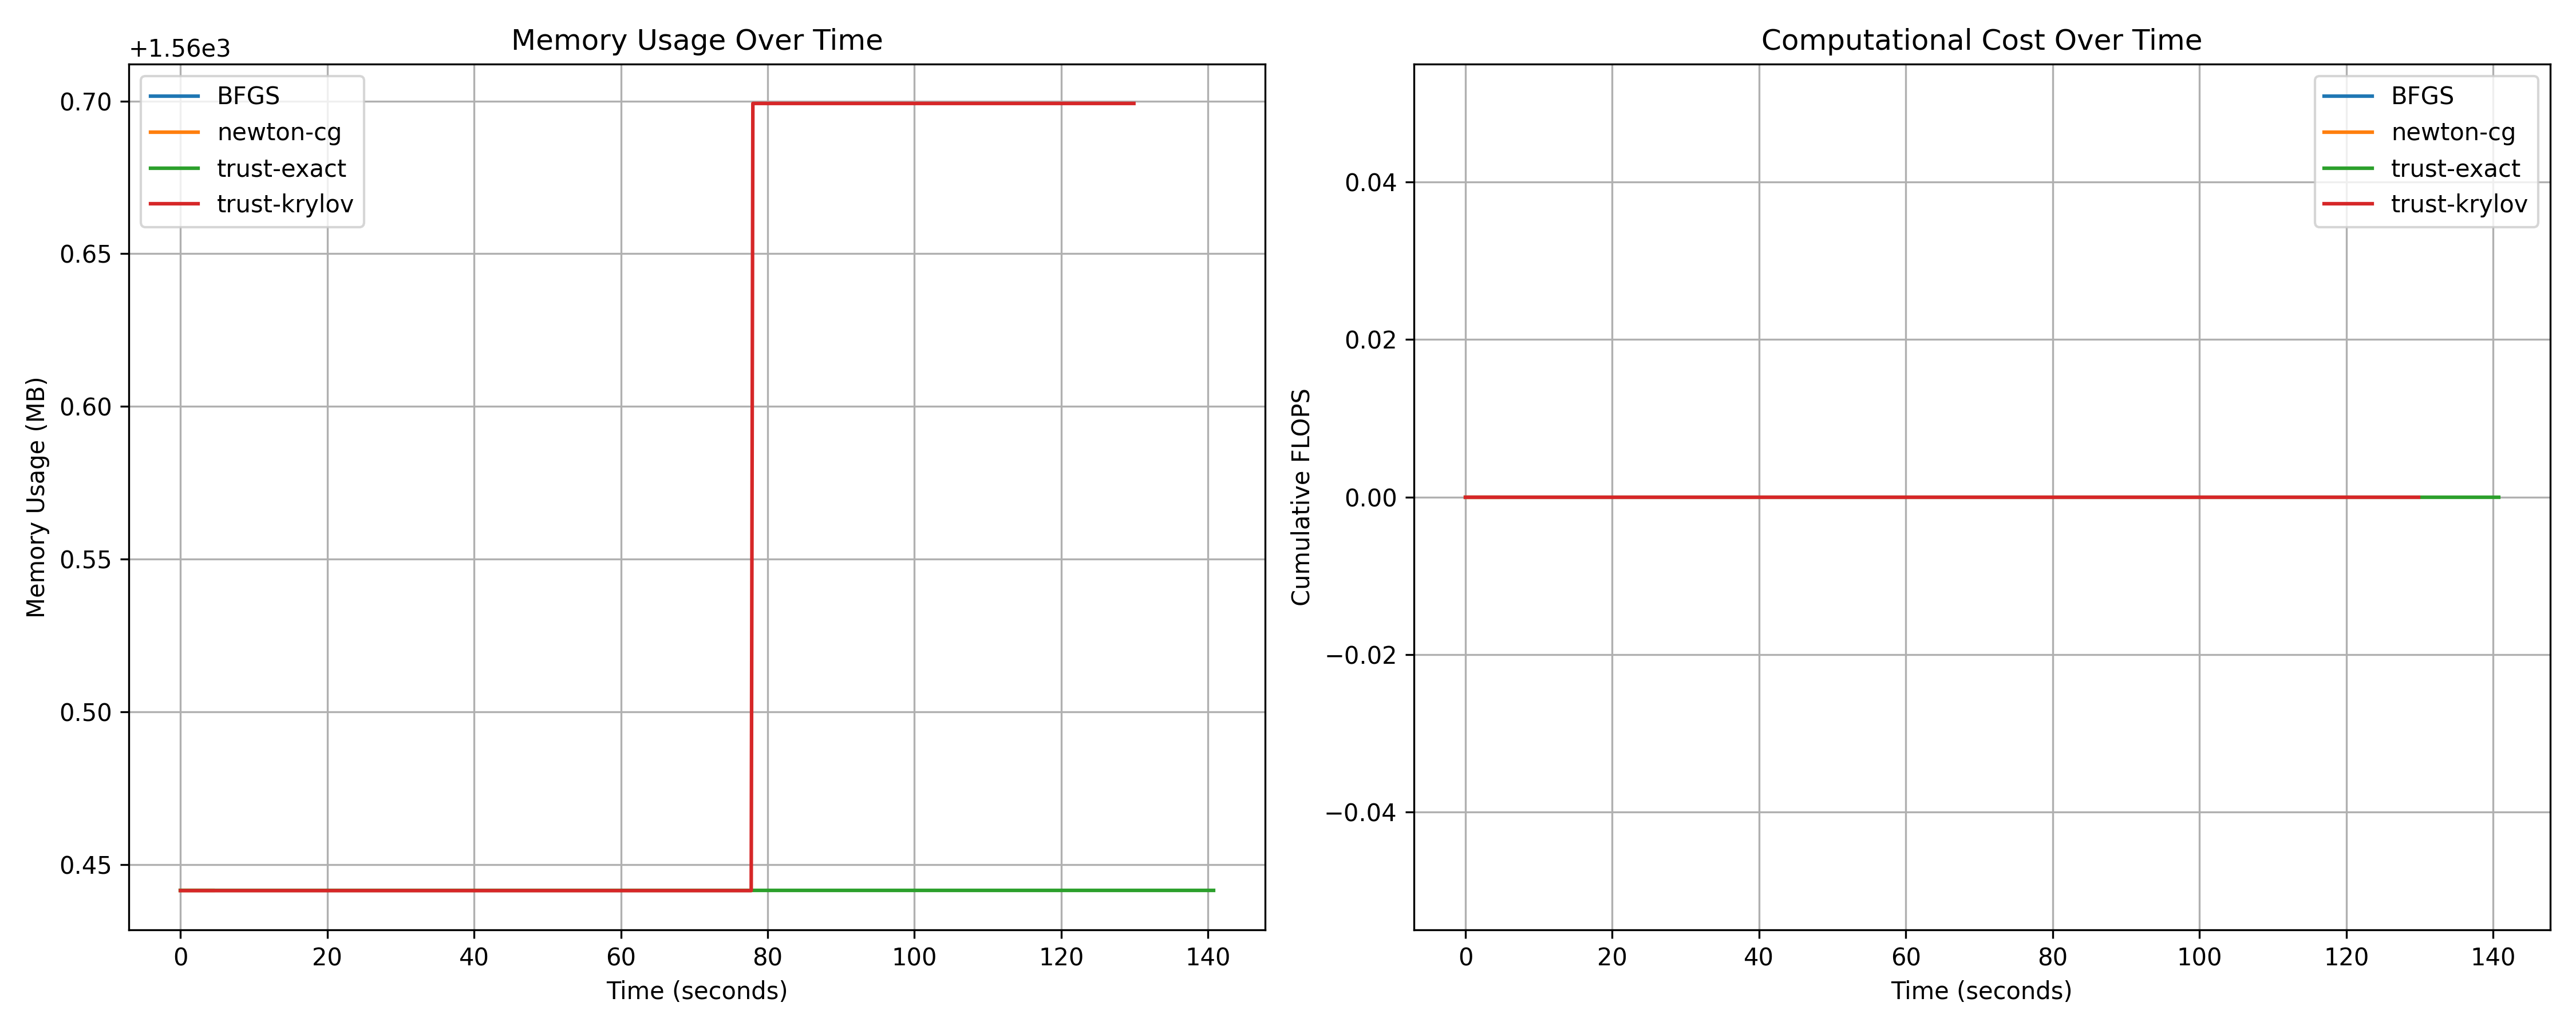 Memory Usage Over Time
+1.56e3
BFGS
newton-cg
trust-exact
trust-krylov
0.70
0.65
0.60
0.55
0.50
0.45
Memory Usage (MB)
0 20 40 60 80 100 120 140
Time (seconds)
Computational Cost Over Time
BFGS
newton-cg
trust-exact
trust-krylov
0.04
0.02
0.00
−0.02
−0.04
Cumulative FLOPS
0 20 40 60 80 100 120 140
Time (seconds)